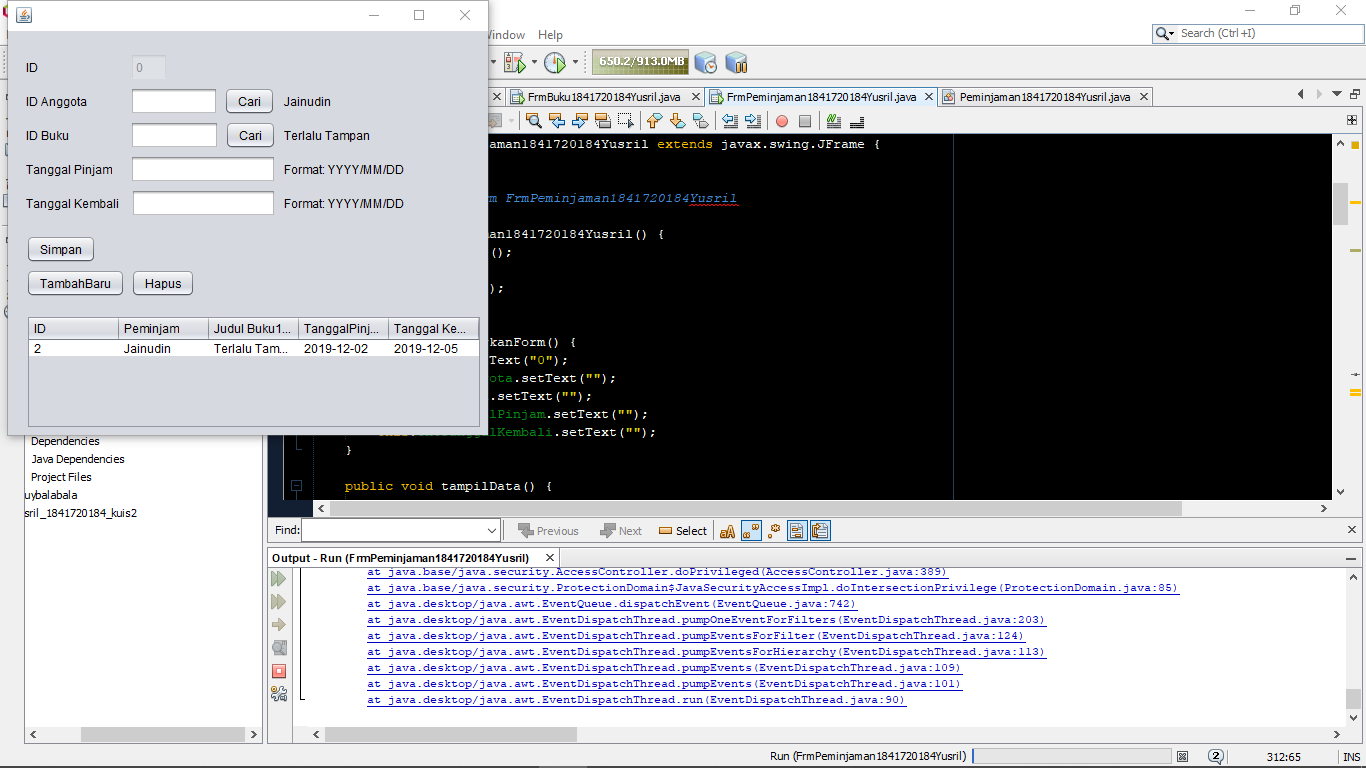 Window Help
Search (Ctrl+I)
650.2/913.0MB
ID
0
ID Anggota
Cari
Jainudin
ID Buku
Cari
Terlalu Tampan
Tanggal Pinjam
Format: YYYY/MM/DD
Tanggal Kembali
Format: YYYY/MM/DD
Simpan
TambahBaru
Hapus
ID Peminjam Judul Buku1... TanggalPinj... Tanggal Ke...
2 Jainudin Terlalu Tam... 2019-12-02 2019-12-05
FrmBuku1841720184Yusril.java
FrmPeminjaman1841720184Yusril.java
Peminjaman1841720184Yusril.java
jaman1841720184Yusril extends javax.swing.JFrame {
m FrmPeminjaman1841720184Yusril
man1841720184Yusril() {
();
);
rkanForm() {
tText("0");
ota.setText("");
.setText("");
lPinjam.setText("");
lKembali.setText("");
}
public void tampilData() {
Dependencies
Java Dependencies
Project Files
uybalabala
sril_1841720184_kuis2
Find:
Previous
Next
Select
Output - Run (FrmPeminjaman1841720184Yusril)
at java.base/java.security.AccessController.doPrivileged(AccessController.java:389)
at java.base/java.security.ProtectionDomain$JavaSecurityAccessImpl.doIntersectionPrivilege(ProtectionDomain.java:85)
at java.desktop/java.awt.EventQueue.dispatchEvent(EventQueue.java:742)
at java.desktop/java.awt.EventDispatchThread.pumpOneEventForFilters(EventDispatchThread.java:203)
at java.desktop/java.awt.EventDispatchThread.pumpEventsForFilter(EventDispatchThread.java:124)
at java.desktop/java.awt.EventDispatchThread.pumpEventsForHierarchy(EventDispatchThread.java:113)
at java.desktop/java.awt.EventDispatchThread.pumpEvents(EventDispatchThread.java:109)
at java.desktop/java.awt.EventDispatchThread.pumpEvents(EventDispatchThread.java:101)
at java.desktop/java.awt.EventDispatchThread.run(EventDispatchThread.java:90)
Run (FrmPeminjaman1841720184Yusril)
2
312:65
INS